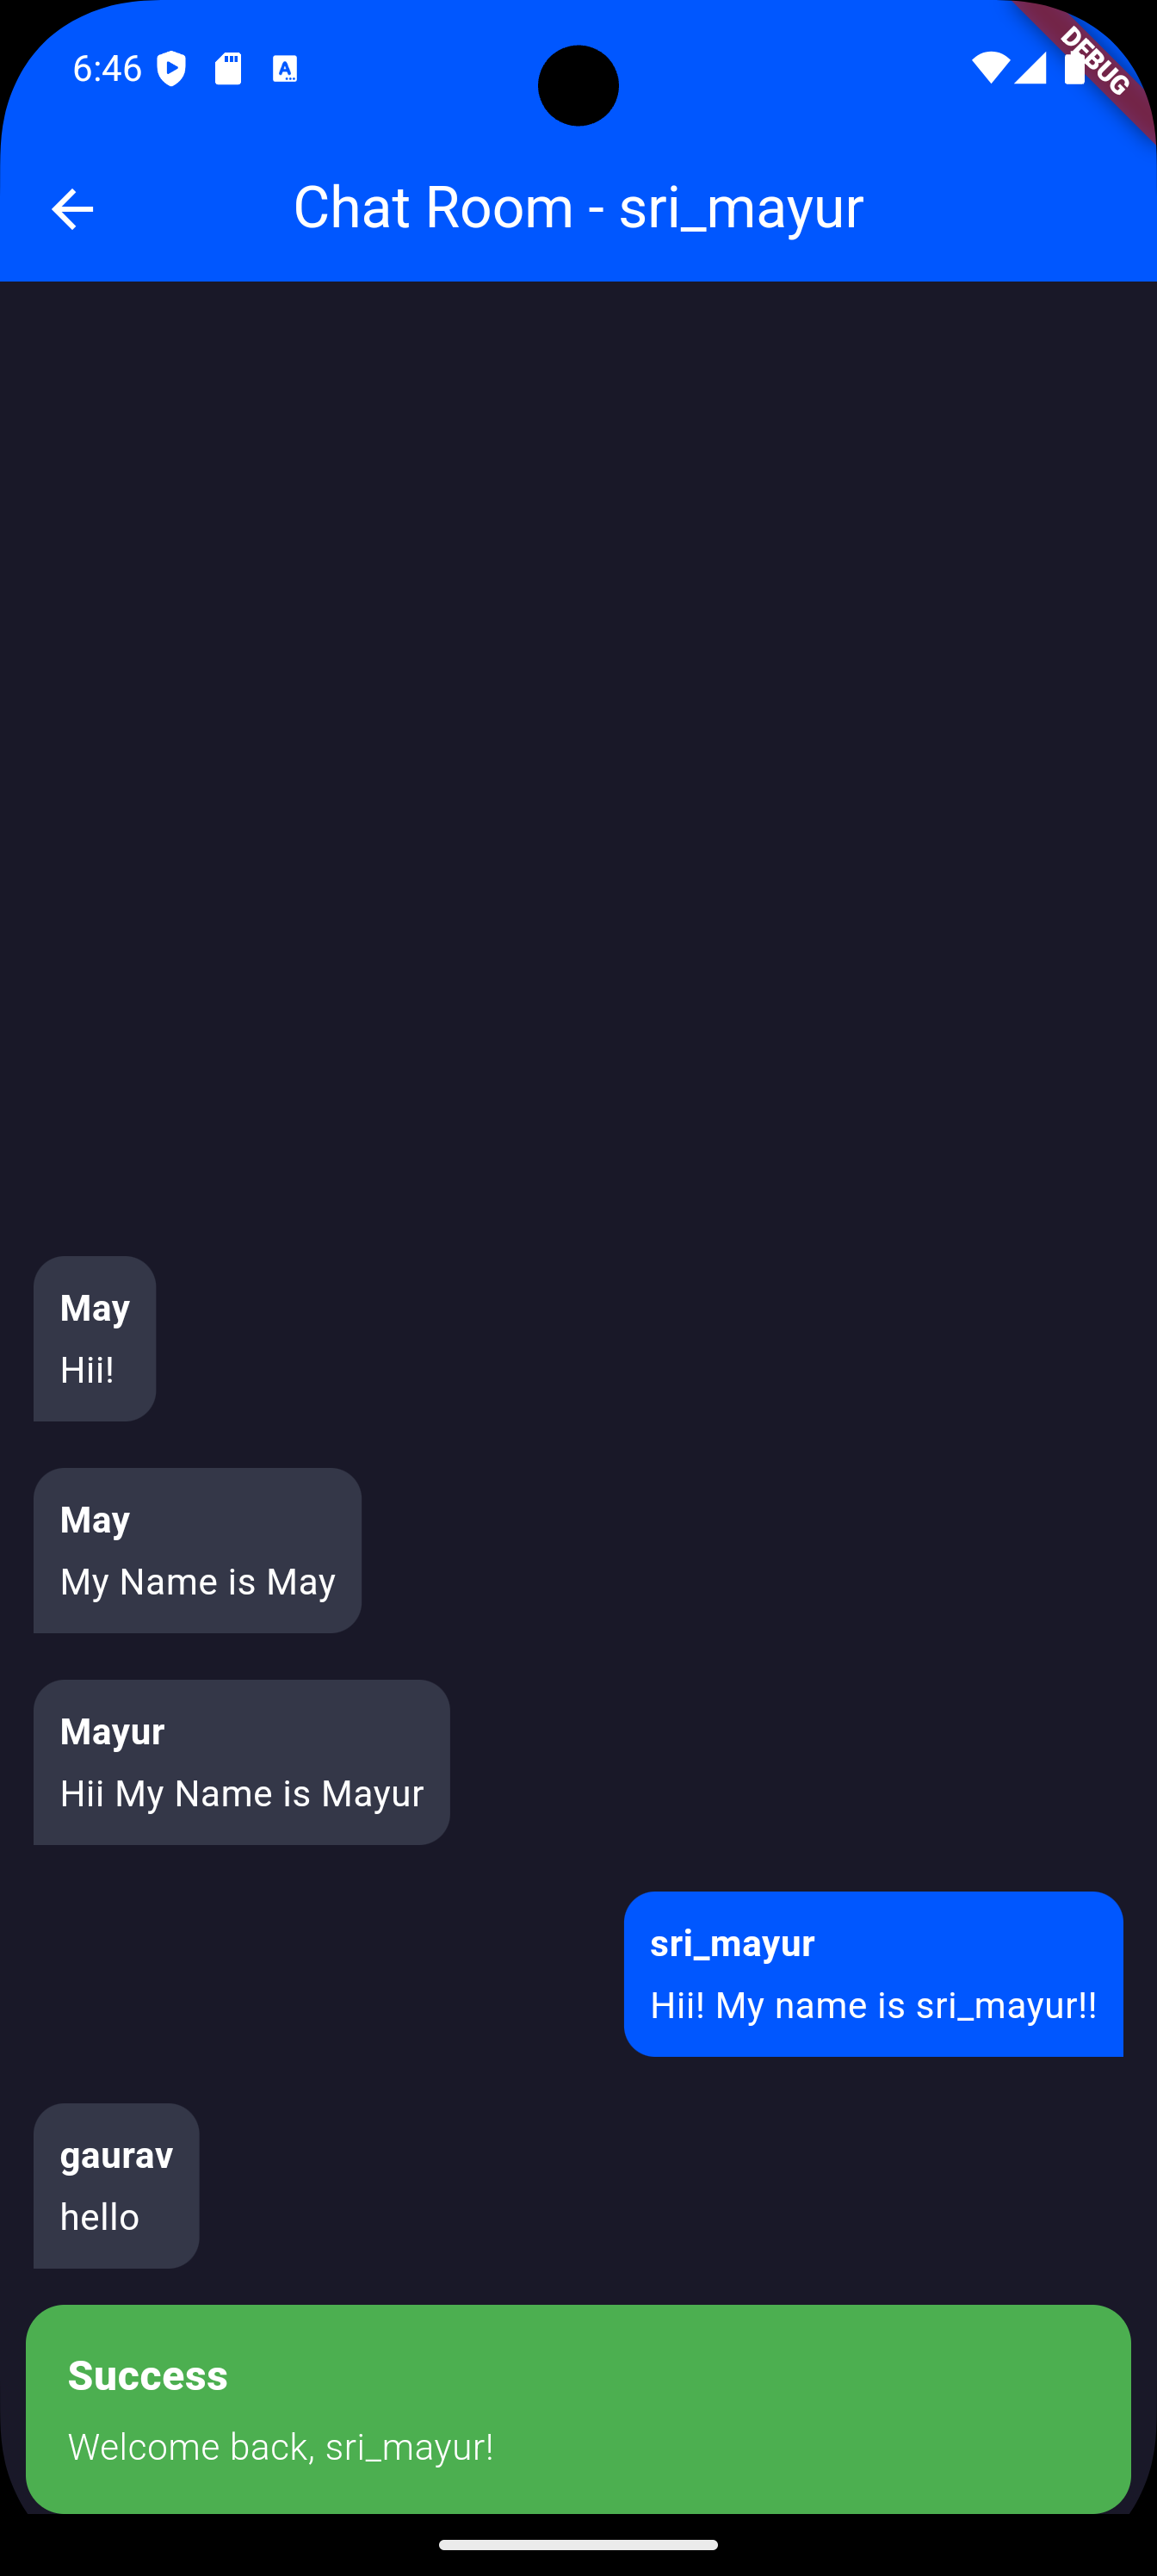 6:46
DEBUG
Chat Room - sri_mayur
May
Hii!
May
My Name is May
Mayur
Hii My Name is Mayur
sri_mayur
Hii! My name is sri_mayur!!
gaurav
hello
Success
Welcome back, sri_mayur!